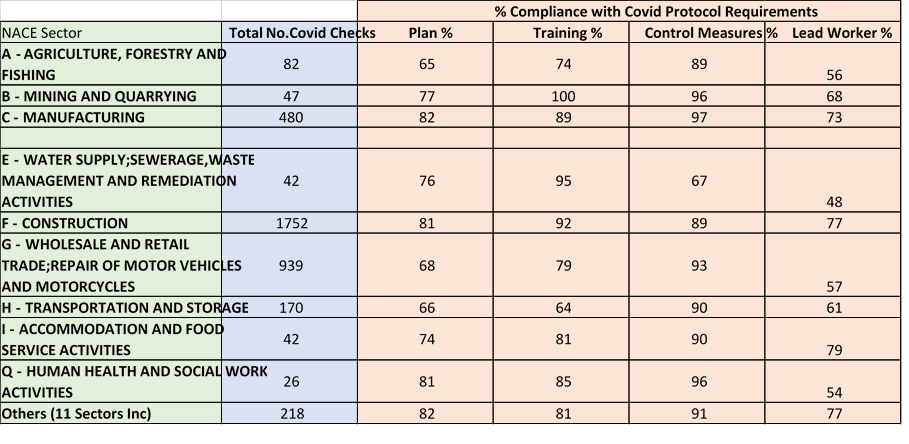 % Compliance with Covid Protocol Requirements
NACE Sector Total No.Covid Checks Plan % Training % Control Measures % Lead Worker %
A - AGRICULTURE, FORESTRY AND
FISHING 82 65 74 89 56
B - MINING AND QUARRYING 47 77 100 96 68
C - MANUFACTURING 480 82 89 97 73
E - WATER SUPPLY;SEWERAGE,WASTE
MANAGEMENT AND REMEDIATION
ACTIVITIES 42 76 95 67 48
F - CONSTRUCTION 1752 81 92 89 77
G - WHOLESALE AND RETAIL
TRADE;REPAIR OF MOTOR VEHICLES
AND MOTORCYCLES 939 68 79 93 57
H - TRANSPORTATION AND STORAGE 170 66 64 90 61
I - ACCOMMODATION AND FOOD
SERVICE ACTIVITIES 42 74 81 90 79
Q - HUMAN HEALTH AND SOCIAL WORK
ACTIVITIES 26 81 85 96 54
Others (11 Sectors Inc) 218 82 81 91 77